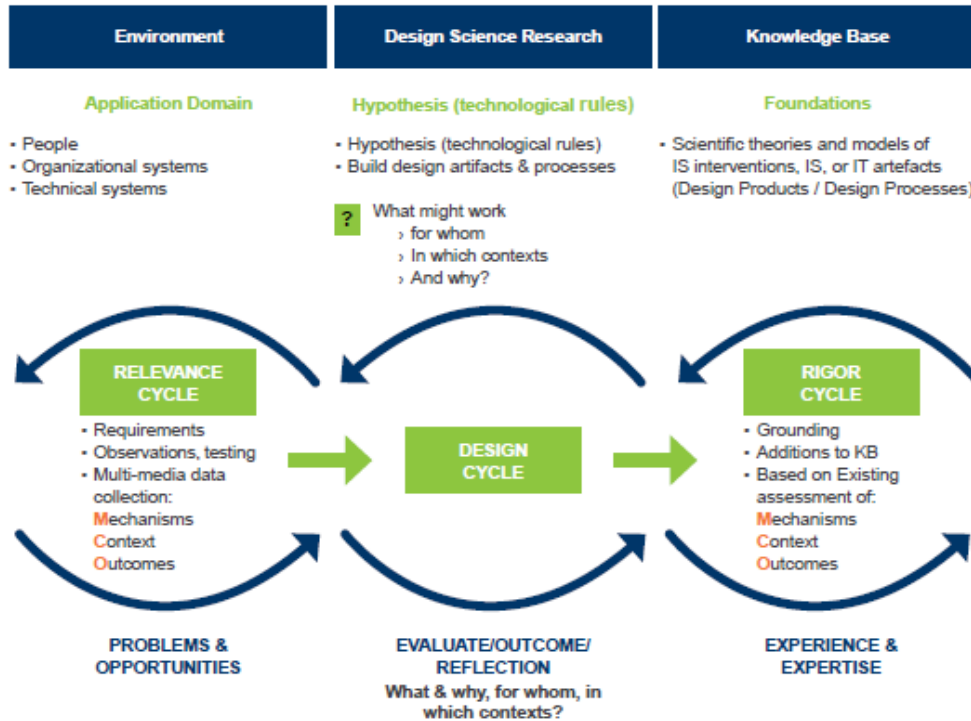 Environment
Design Science Research
Knowledge Base
Application Domain
▪ People
▪ Organizational systems
▪ Technical systems
Hypothesis (technological rules)
▪ Hypothesis (technological rules)
▪ Build design artifacts & processes
?
What might work
› for whom
› In which contexts
› And why?
Foundations
▪ Scientific theories and models of
IS interventions, IS, or IT artefacts
(Design Products / Design Processes)
RELEVANCE
CYCLE
▪ Requirements
▪ Observations, testing
▪ Multi-media data
collection:
Mechanisms
Context
Outcomes
DESIGN
CYCLE
RIGOR
CYCLE
▪ Grounding
▪ Additions to KB
▪ Based on Existing
assessment of:
Mechanisms
Context
Outcomes
PROBLEMS &
OPPORTUNITIES
EVALUATE/OUTCOME/
REFLECTION
What & why, for whom, in
which contexts?
EXPERIENCE &
EXPERTISE